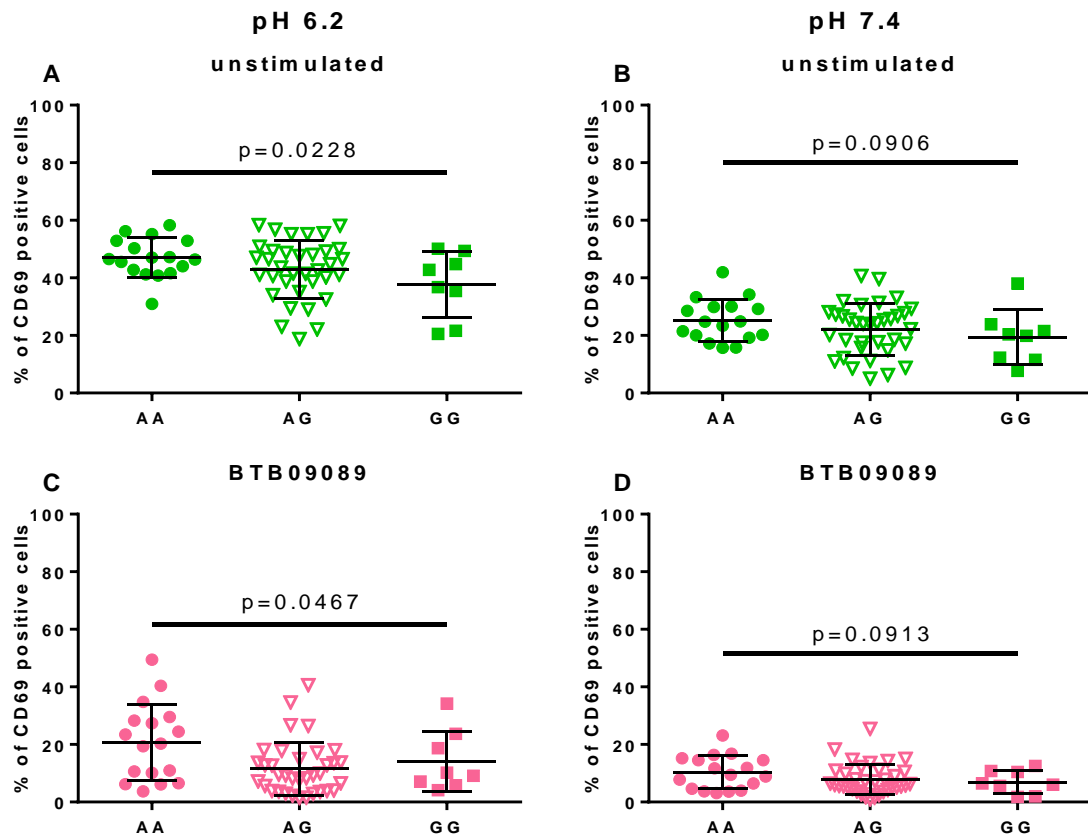 pH 6.2
pH 7.4
A
unstimulated
% of CD69 positive cells
100
80
60
40
20
0
p=0.0228
AA
AG
GG
B
unstimulated
% of CD69 positive cells
100
80
60
40
20
0
p=0.0906
AA
AG
GG
C
BTB09089
% of CD69 positive cells
100
80
60
40
20
0
p=0.0467
AA
AG
GG
D
BTB09089
% of CD69 positive cells
100
80
60
40
20
0
p=0.0913
AA
AG
GG